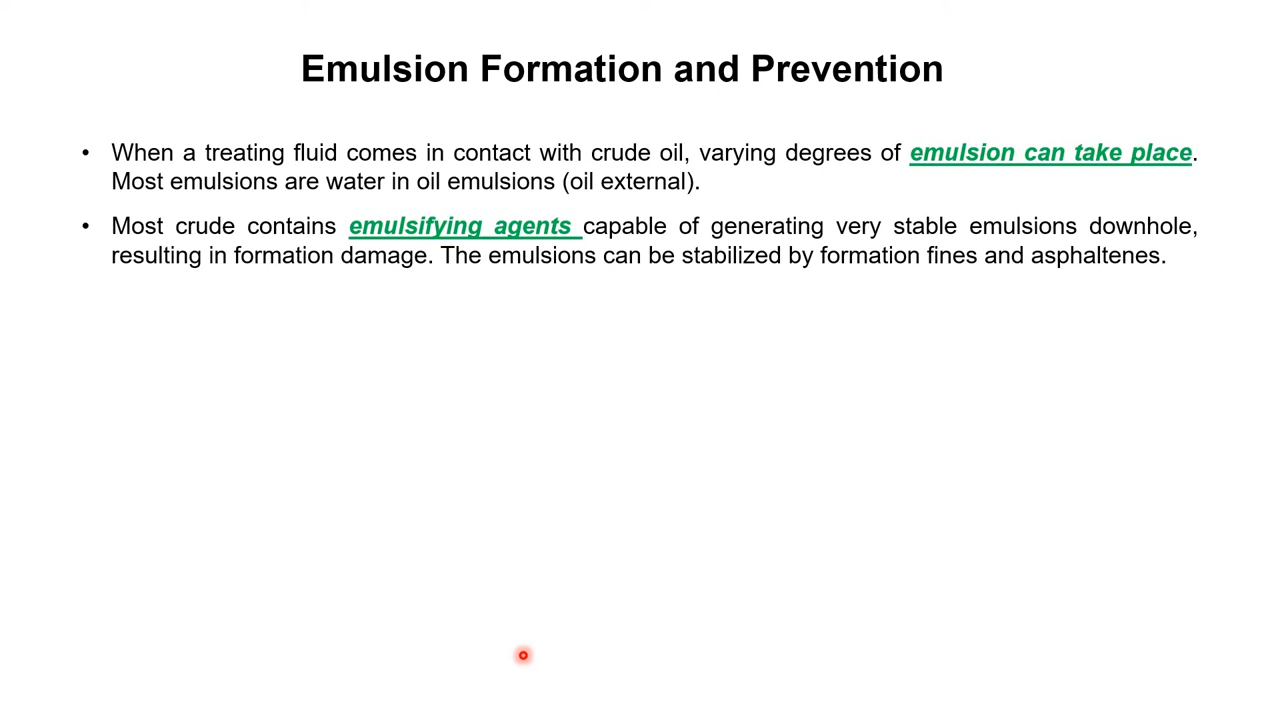 Emulsion Formation and Prevention
• When a treating fluid comes in contact with crude oil, varying degrees of emulsion can take place.
Most emulsions are water in oil emulsions (oil external).
• Most crude contains emulsifying agents capable of generating very stable emulsions downhole,
resulting in formation damage. The emulsions can be stabilized by formation fines and asphaltenes.